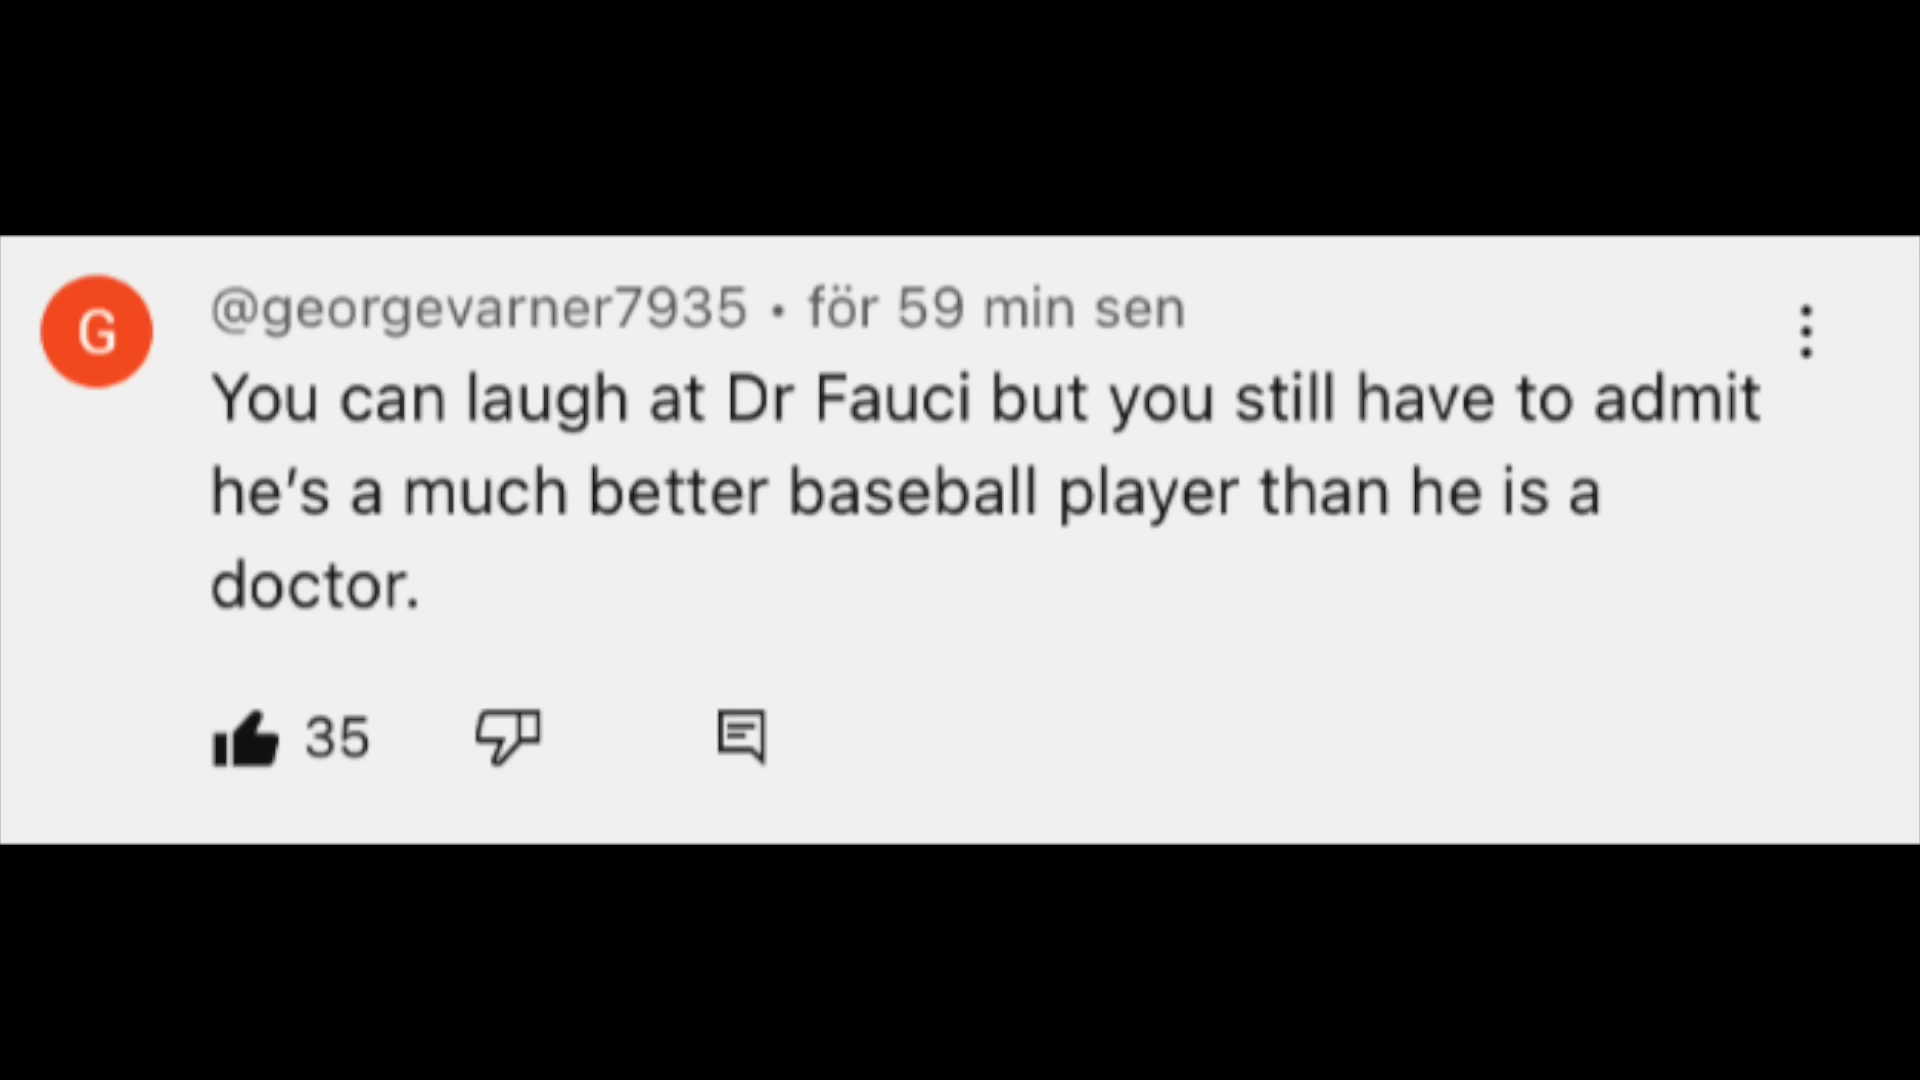 G
@georgevarner7935 • för 59 min sen
You can laugh at Dr Fauci but you still have to admit
he's a much better baseball player than he is a
doctor.
35